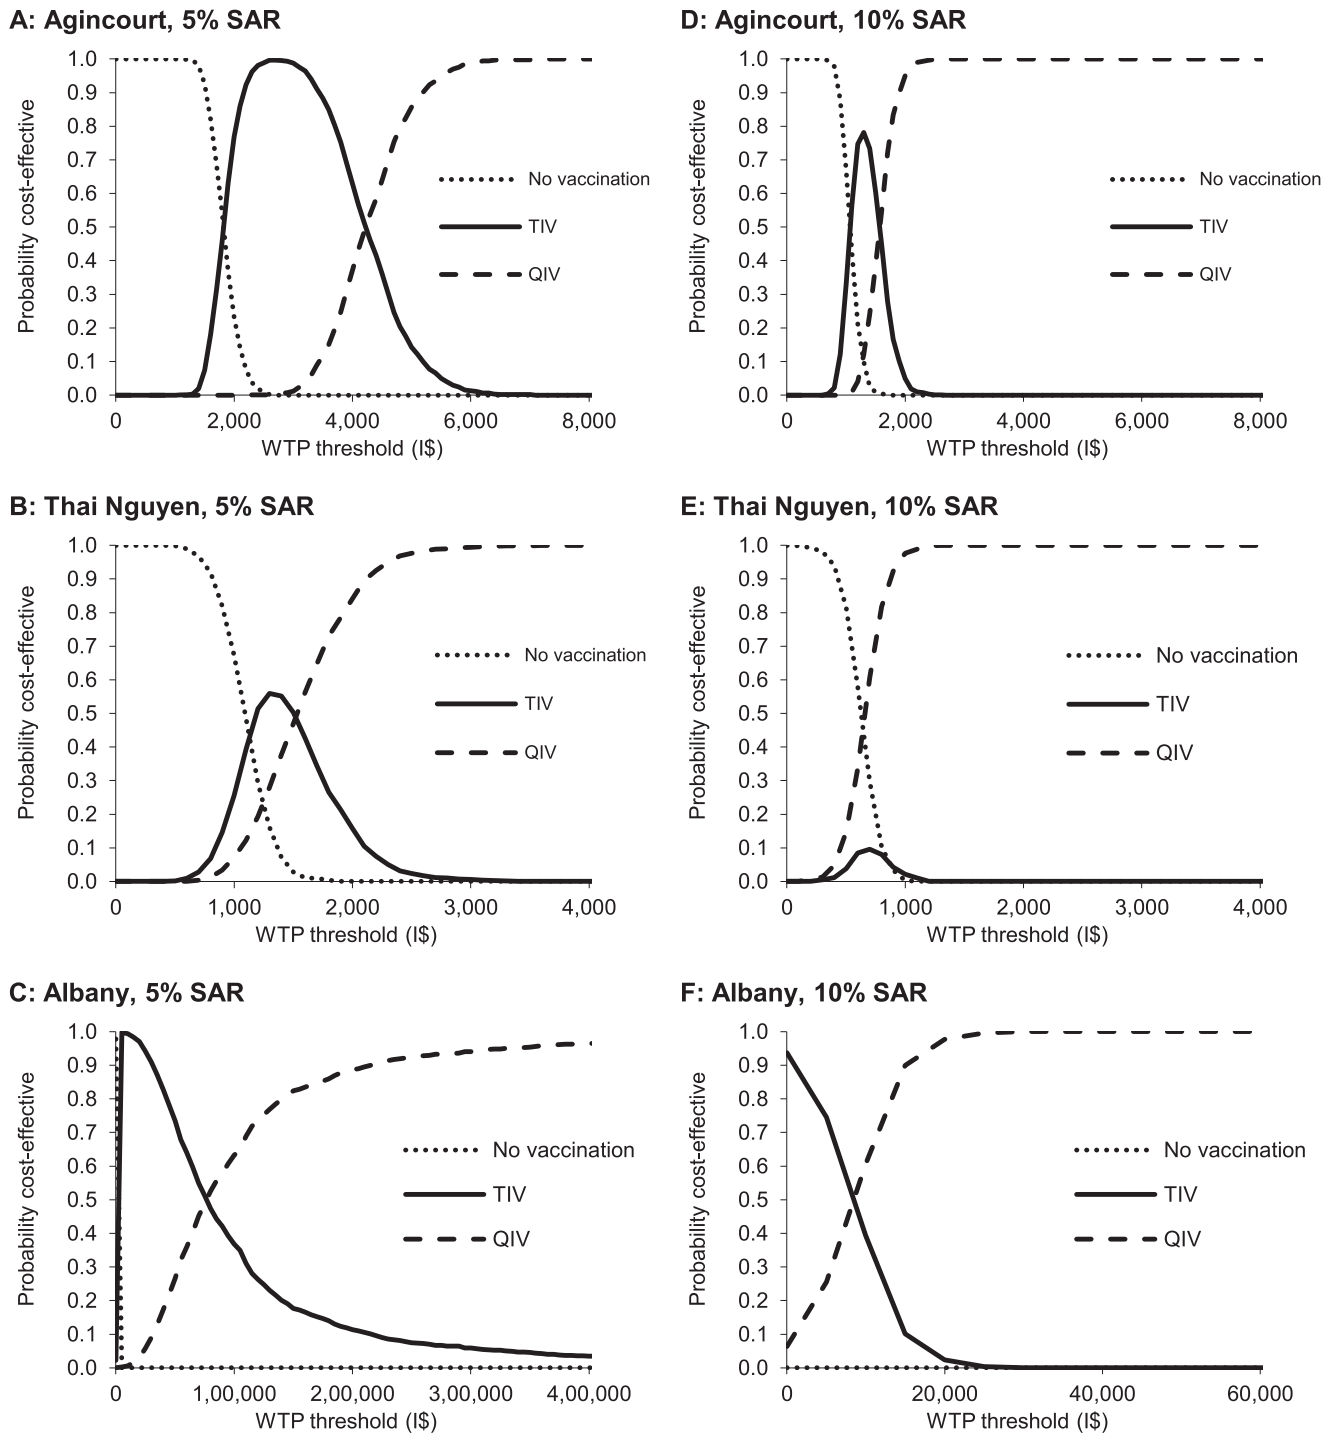 A: Agincourt, 5% SAR
Probability cost-effective
1.0
0.9
0.8
0.7
0.6
0.5
0.4
0.3
0.2
0.1
0.0
No vaccination
TIV
QIV
0 2,000 4,000 6,000 8,000
WTP threshold (I$)
D: Agincourt, 10% SAR
Probability cost-effective
1.0
0.9
0.8
0.7
0.6
0.5
0.4
0.3
0.2
0.1
0.0
No vaccination
TIV
QIV
0 2,000 4,000 6,000 8,000
WTP threshold (I$)
B: Thai Nguyen, 5% SAR
Probability cost-effective
1.0
0.9
0.8
0.7
0.6
0.5
0.4
0.3
0.2
0.1
0.0
No vaccination
TIV
QIV
0 1,000 2,000 3,000 4,000
WTP threshold (I$)
E: Thai Nguyen, 10% SAR
Probability cost-effective
1.0
0.9
0.8
0.7
0.6
0.5
0.4
0.3
0.2
0.1
0.0
No vaccination
TIV
QIV
0 1,000 2,000 3,000 4,000
WTP threshold (I$)
C: Albany, 5% SAR
Probability cost-effective
1.0
0.9
0.8
0.7
0.6
0.5
0.4
0.3
0.2
0.1
0.0
No vaccination
TIV
QIV
0 1,00,000 2,00,000 3,00,000 4,00,000
WTP threshold (I$)
F: Albany, 10% SAR
Probability cost-effective
1.0
0.9
0.8
0.7
0.6
0.5
0.4
0.3
0.2
0.1
0.0
No vaccination
TIV
QIV
0 20,000 40,000 60,000
WTP threshold (I$)